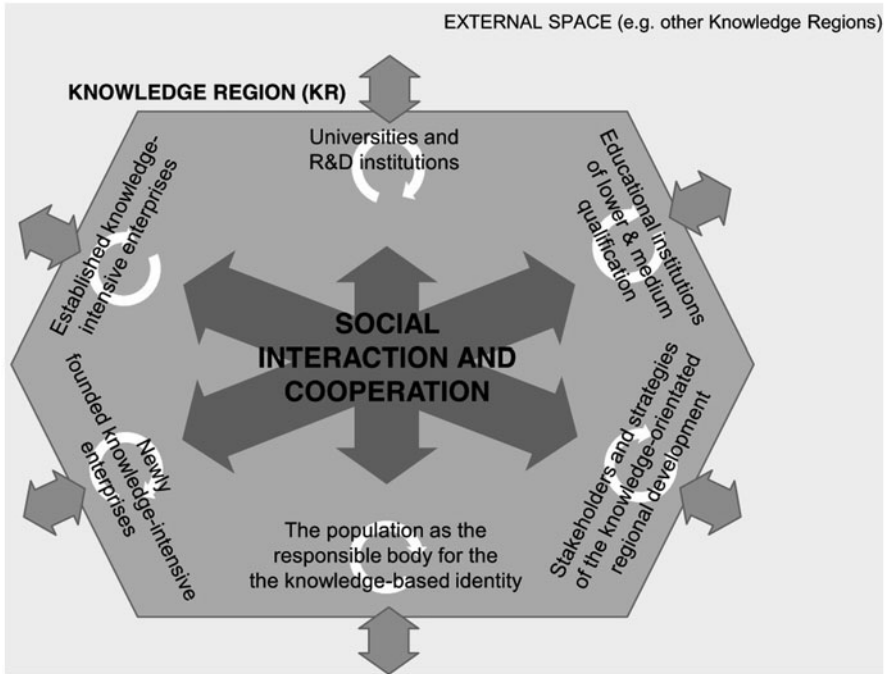 EXTERNAL SPACE (e.g. other Knowledge Regions)
KNOWLEDGE REGION (KR)
Universities and
R&D institutions
Established knowledge-
intensive enterprises
Educational institutions
of lower & medium
qualification
SOCIAL
INTERACTION AND
COOPERATION
Newly
founded knowledge-intensive
enterprises
The population as the
responsible body for the
the knowledge-based identity
Stakeholders and strategies
of the knowledge-orientated
regional development